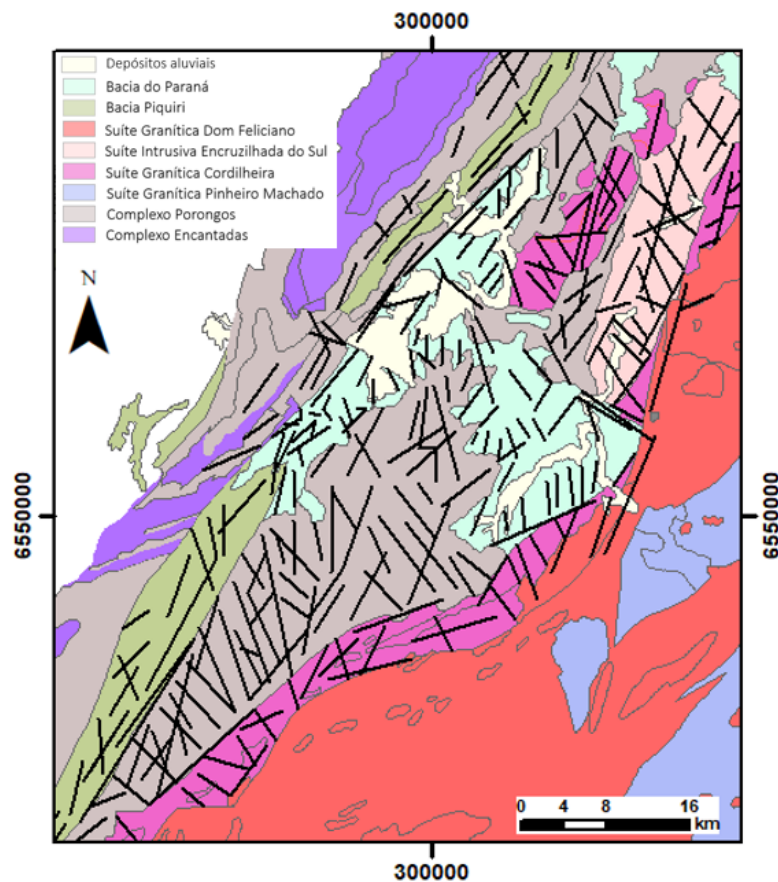 300000
Depósitos aluviais
Bacia do Paraná
Bacia Piquiri
Suíte Granítica Dom Feliciano
Suíte Intrusiva Encruzilhada do Sul
Suíte Granítica Cordilheira
Suíte Granítica Pinheiro Machado
Complexo Porongos
Complexo Encantadas
N
6550000
6550000
0 4 8 16
km
300000